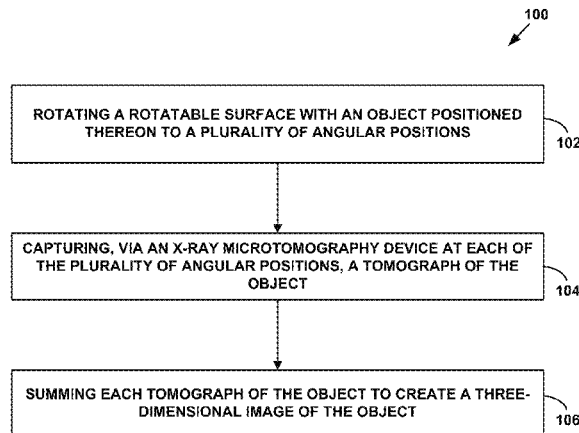 100
ROTATING A ROTATABLE SURFACE WITH AN OBJECT POSITIONED
THEREON TO A PLURALITY OF ANGULAR POSITIONS
102
CAPTURING, VIA AN X-RAY MICROTOMOGRAPHY DEVICE AT EACH OF
THE PLURALITY OF ANGULAR POSITIONS, A TOMOGRAPH OF THE
OBJECT
104
SUMMING EACH TOMOGRAPH OF THE OBJECT TO CREATE A THREE-
DIMENSIONAL IMAGE OF THE OBJECT
106